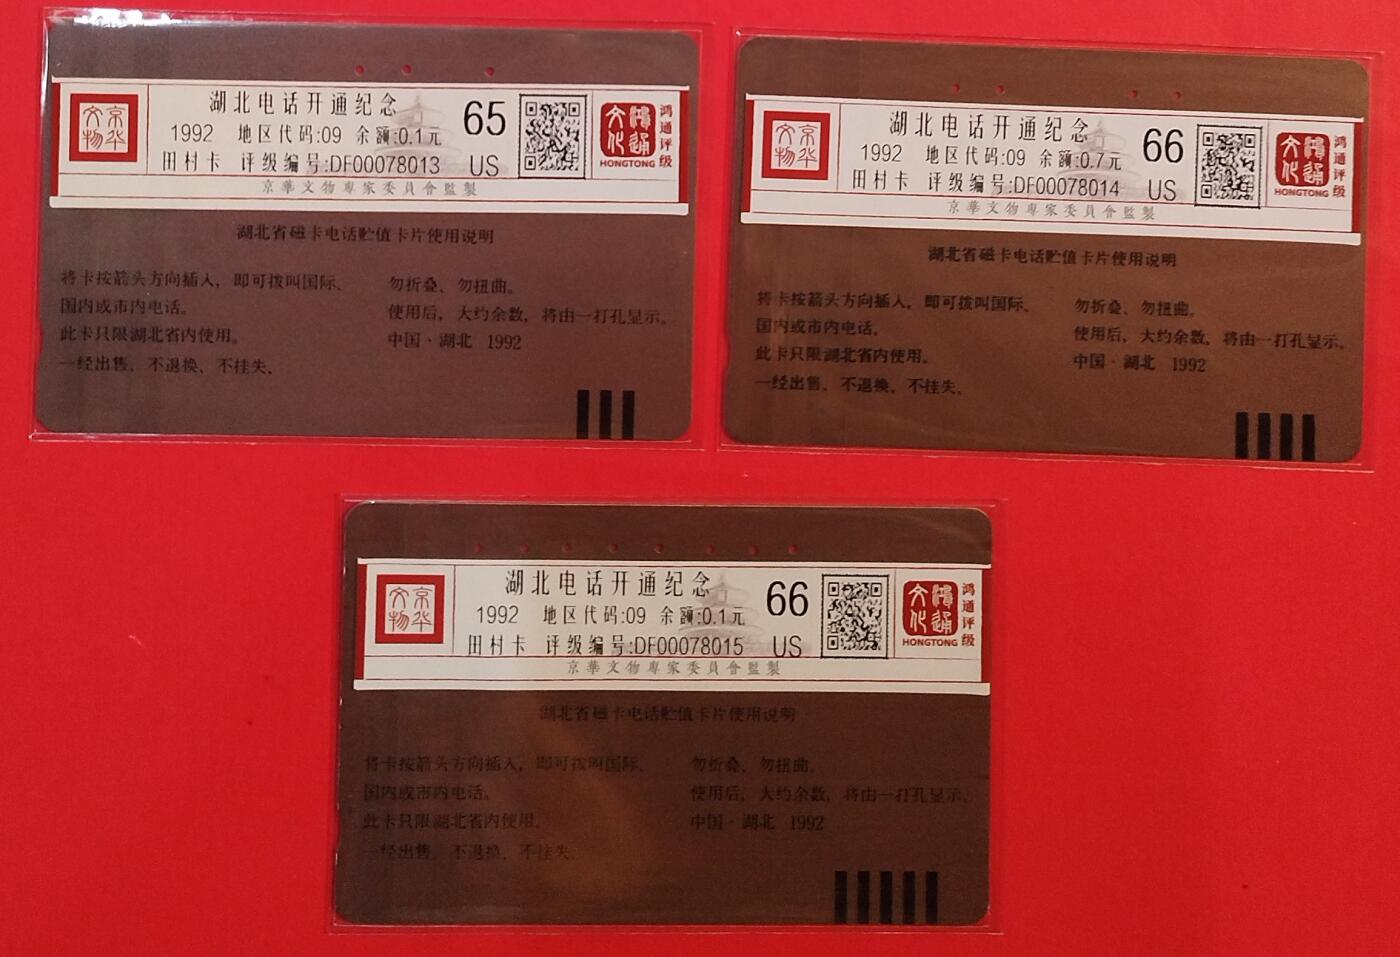 京华文物
湖北电话开通纪念
1992 地区代码:09 余额:0.1元
田村卡 评级编号:DF00078013
65
US
鸿通文化
HONGTONG
鸿通评级
京華文物專家委員會監製
湖北省磁卡电话贮值卡片使用说明
将卡按箭头方向插入，即可拨叫国际、
国内或市内电话。
此卡只限湖北省内使用。
一经出售、不退换、不挂失、
勿折叠、勿扭曲。
使用后，大约余数，将由一打孔显示。
中国·湖北 1992
京华文物
湖北电话开通纪念
1992 地区代码:09 余额:0.7元
田村卡 评级编号:DF00078014
66
US
鸿通文化
HONGTONG
鸿通评级
京華文物專家委員會監製
湖北省磁卡电话贮值卡片使用说明
将卡按箭头方向插入，即可拨叫国际、
国内或市内电话。
此卡只限湖北省内使用。
一经出售、不退换、不挂失、
勿折叠、勿扭曲。
使用后，大约余数，将由一打孔显示。
中国·湖北 1992
京华文物
湖北电话开通纪念
1992 地区代码:09 余额:0.1元
田村卡 评级编号:DF00078015
66
US
鸿通文化
HONGTONG
鸿通评级
京華文物專家委員會監製
湖北省磁卡电话贮值卡片使用说明
将卡按箭头方向插入，即可拨叫国际、
国内或市内电话。
此卡只限湖北省内使用。
一经出售、不退换、不挂失、
勿折叠、勿扭曲。
使用后，大约余数，将由一打孔显示、
中国·湖北 1992